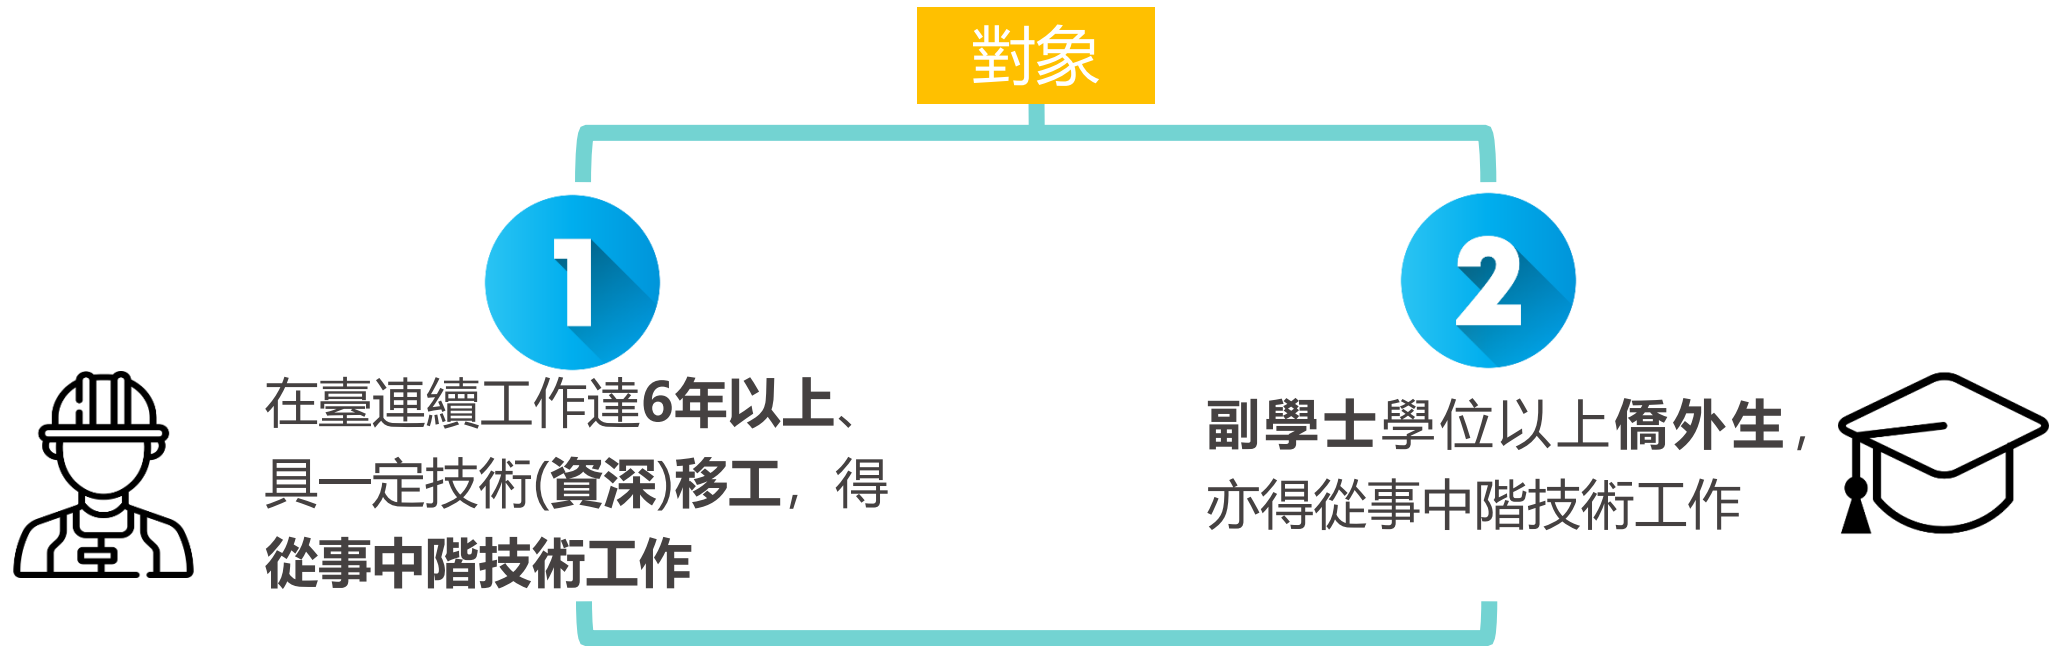 對象
1
在臺連續工作達6年以上、
具一定技術(資深)移工，得
從事中階技術工作
2
副學士學位以上僑外生，
亦得從事中階技術工作